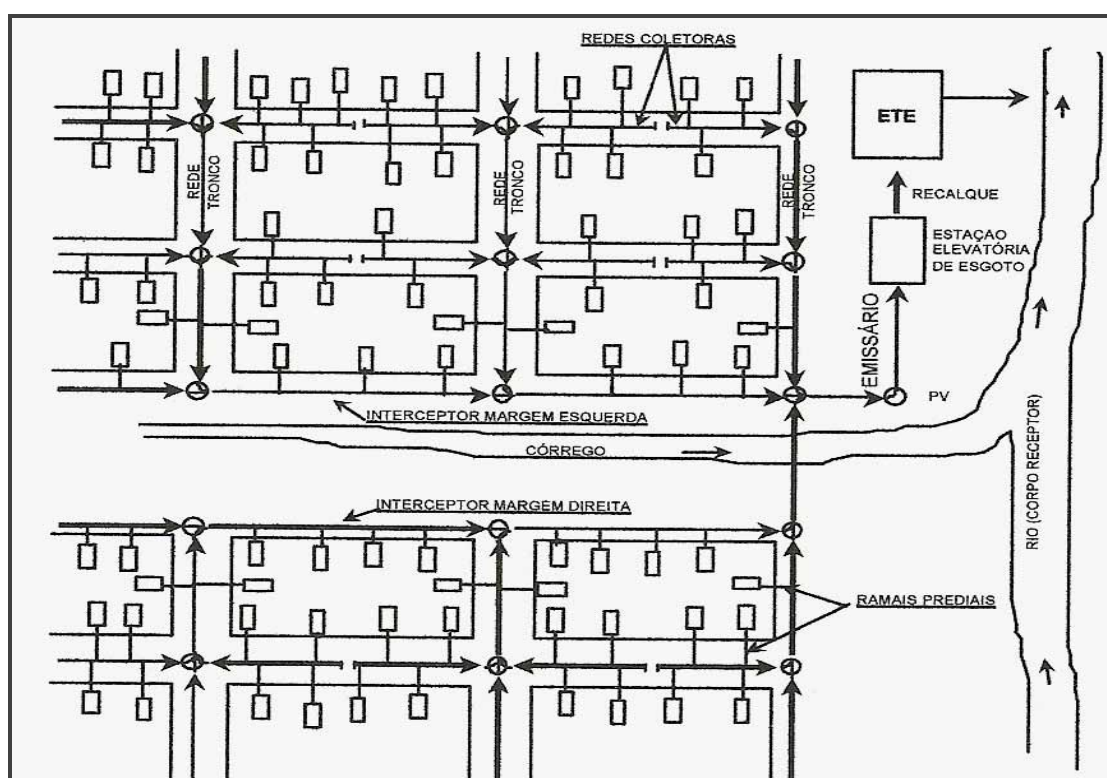 REDES COLETORAS
ETE
RECALQUE
ESTAÇAO
ELEVATÓRIA
DE ESGOTO
REDE
TRONCO
REDE
TRONCO
REDE
TRONCO
EMISSÁRIO
PV
INTERCEPTOR MARGEM ESQUERDA
CÓRREGO
INTERCEPTOR MARGEM DIREITA
RIO (CORPO RECEPTOR)
RAMAIS PREDIAIS